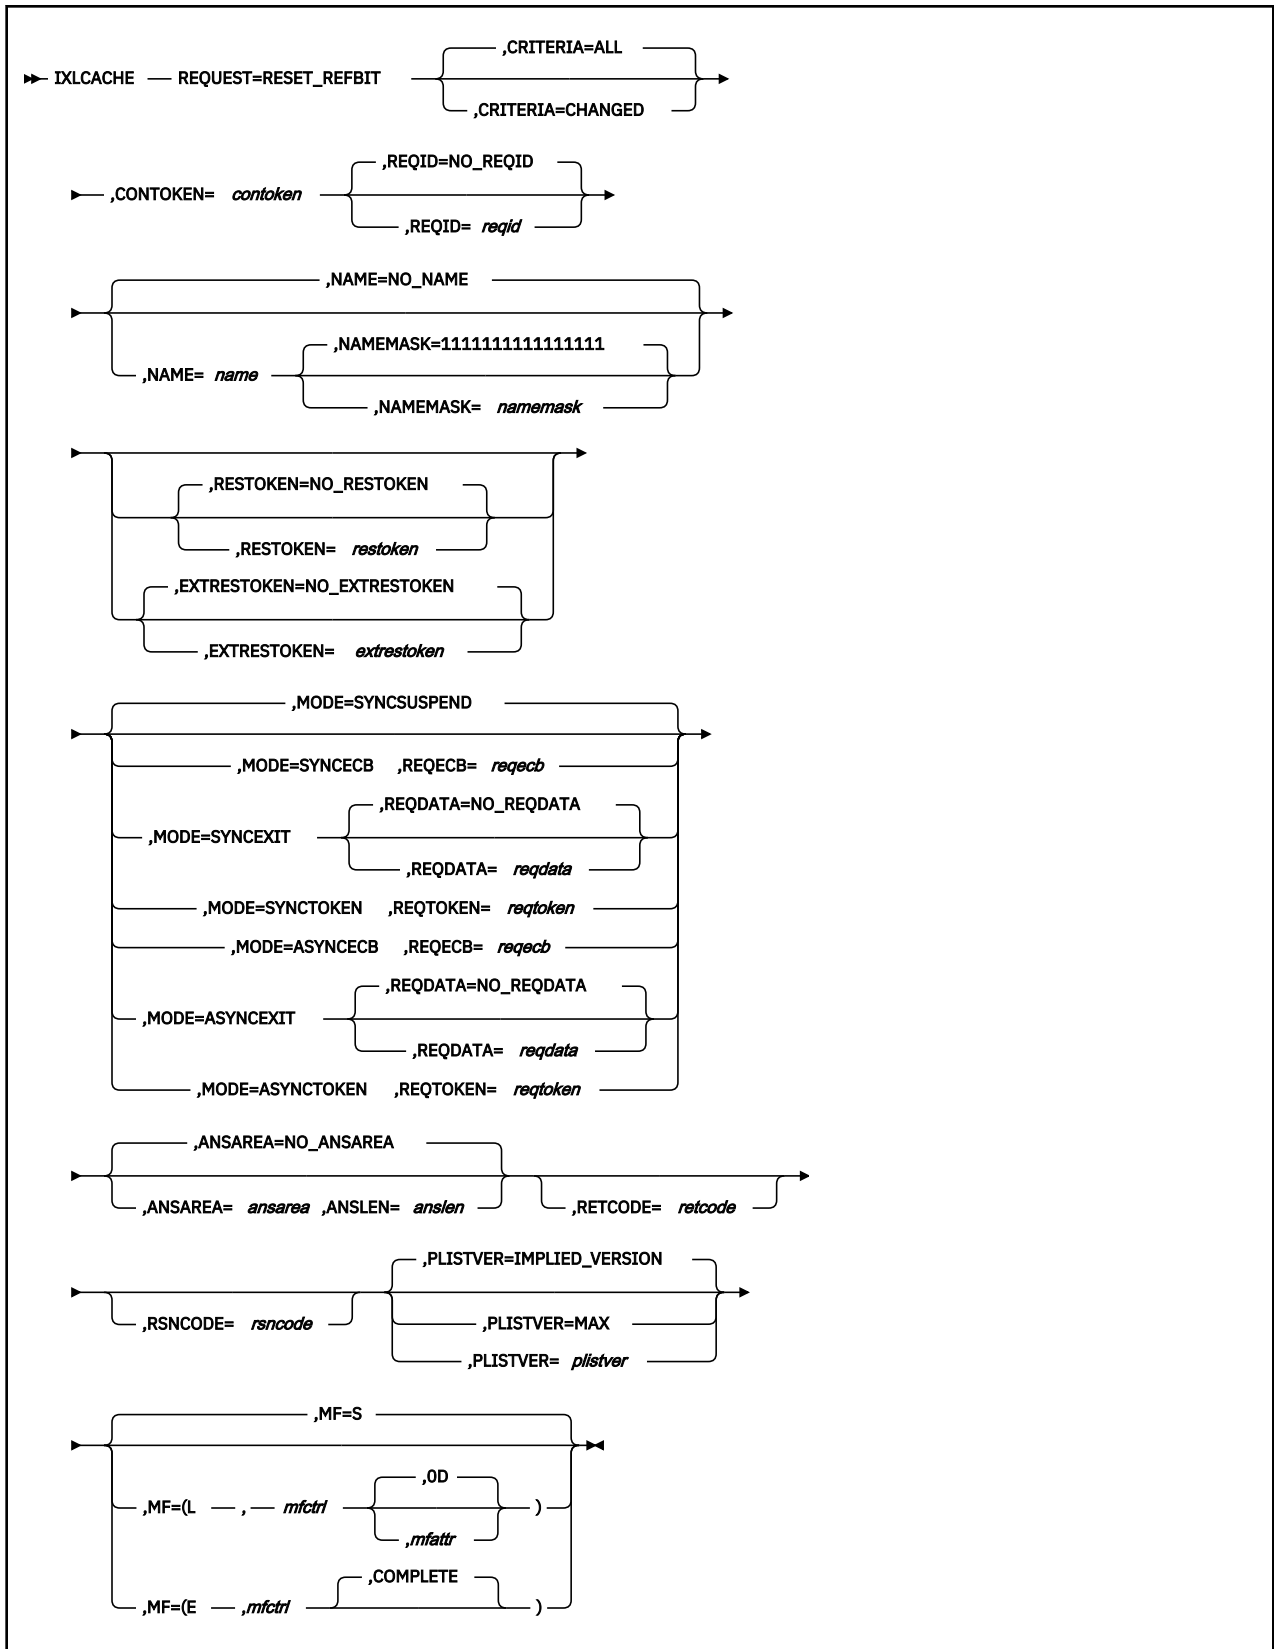 ,CRITERIA=ALL
IXLCACHE REQUEST=RESET_REFBIT
,CRITERIA=CHANGED
,REQID=NO_REQID
,CONTOKEN= contoken
,REQID= reqid
,NAME=NO_NAME
,NAMEMASK=1111111111111111
,NAME= name
,NAMEMASK= namemask
,RESTOKEN=NO_RESTOKEN
,RESTOKEN= restoken
,EXTRESTOKEN=NO_EXTRESTOKEN
,EXTRESTOKEN= extrestoken
,MODE=SYNCSUSPEND
,MODE=SYNCECB ,REQECB= reqecb
,REQDATA=NO_REQDATA
,MODE=SYNCEXIT
,REQDATA= reqdata
,MODE=SYNCTOKEN ,REQTOKEN= reqtoken
,MODE=ASYNCECB ,REQECB= reqecb
,REQDATA=NO_REQDATA
,MODE=ASYNCEXIT
,REQDATA= reqdata
,MODE=ASYNCTOKEN ,REQTOKEN= reqtoken
,ANSAREA=NO_ANSAREA
,ANSAREA= ansarea ,ANSLEN= anslen ,RETCODE= retcode
,PLISTVER=IMPLIED_VERSION
,RSNCODE= rsncode ,PLISTVER=MAX
,PLISTVER= plistver
,MF=S
,0D
,MF=(L , mfctrl )
,mfattr
,COMPLETE
,MF=(E ,mfctrl )